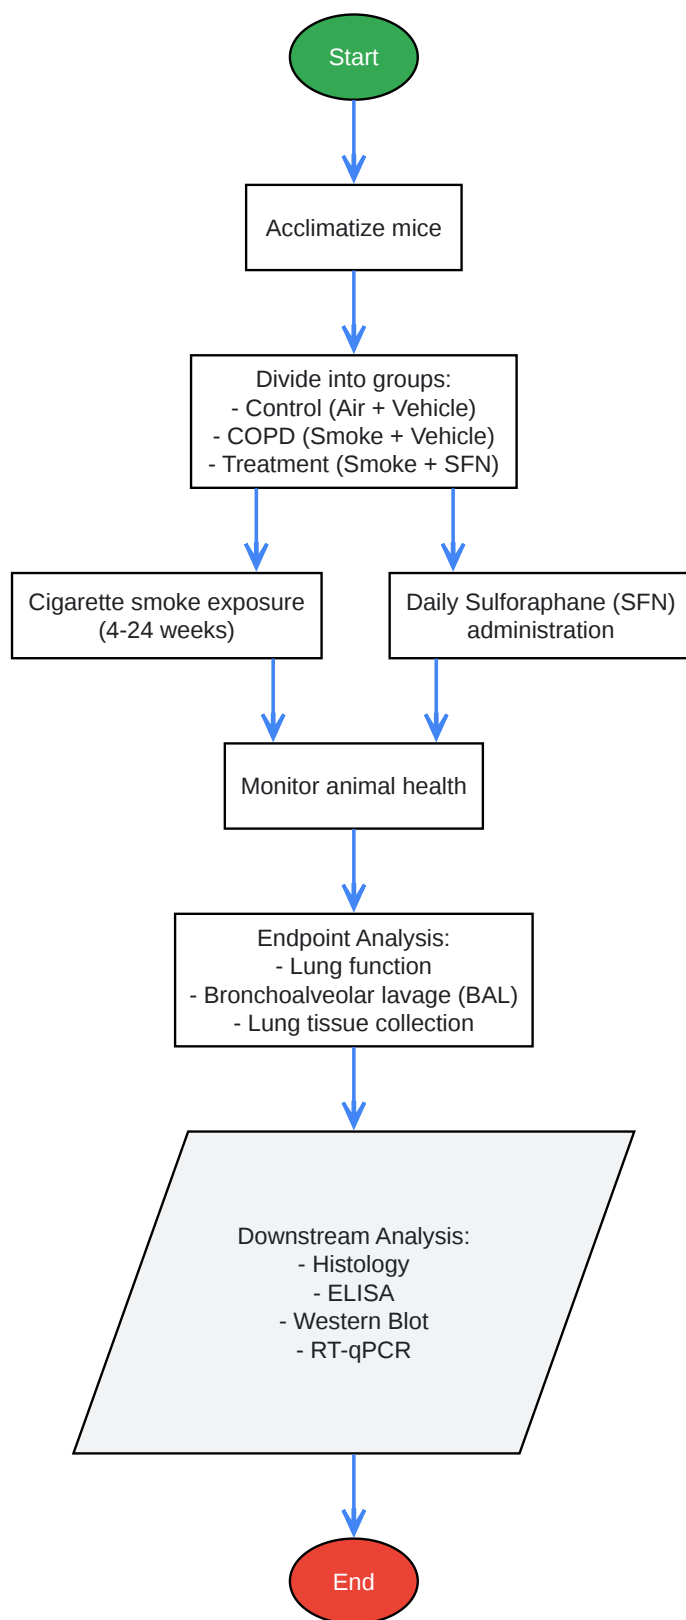 Start
Acclimatize mice
Divide into groups:
- Control (Air + Vehicle)
- COPD (Smoke + Vehicle)
- Treatment (Smoke + SFN)
Cigarette smoke exposure
(4-24 weeks)
Daily Sulforaphane (SFN)
administration
Monitor animal health
Endpoint Analysis:
- Lung function
- Bronchoalveolar lavage (BAL)
- Lung tissue collection
Downstream Analysis:
- Histology
- ELISA
- Western Blot
- RT-qPCR
End